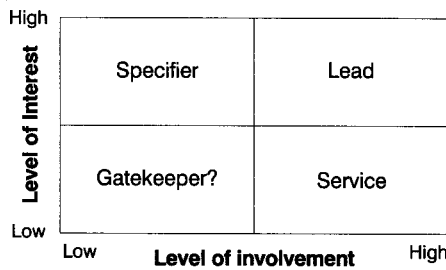 High
Specifier Lead
Level of Interest
Gatekeeper? Service
Low
Low High
Level of involvement